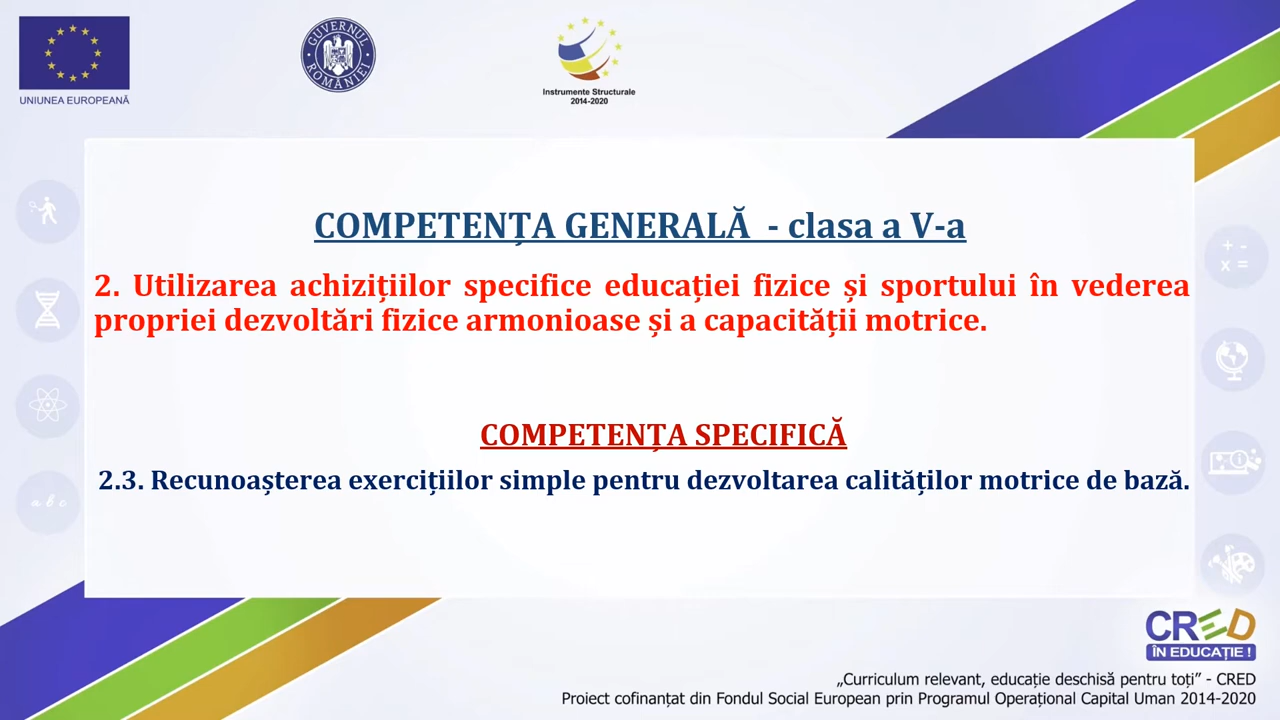 UNIUNEA EUROPEANĂ
GUVERNUL ROMÂNIEI
Instrumente Structurale
2014-2020
COMPETENȚA GENERALĂ - clasa a V-a
2. Utilizarea achizițiilor specifice educației fizice și sportului în vederea
propriei dezvoltări fizice armonioase și a capacității motrice.
COMPETENȚA SPECIFICĂ
2.3. Recunoașterea exercițiilor simple pentru dezvoltarea calităților motrice de bază.
+ -
x =
a b c
CRED
ÎN EDUCAȚIE !
„Curriculum relevant, educație deschisă pentru toți” - CRED
Proiect cofinanțat din Fondul Social European prin Programul Operațional Capital Uman 2014-2020